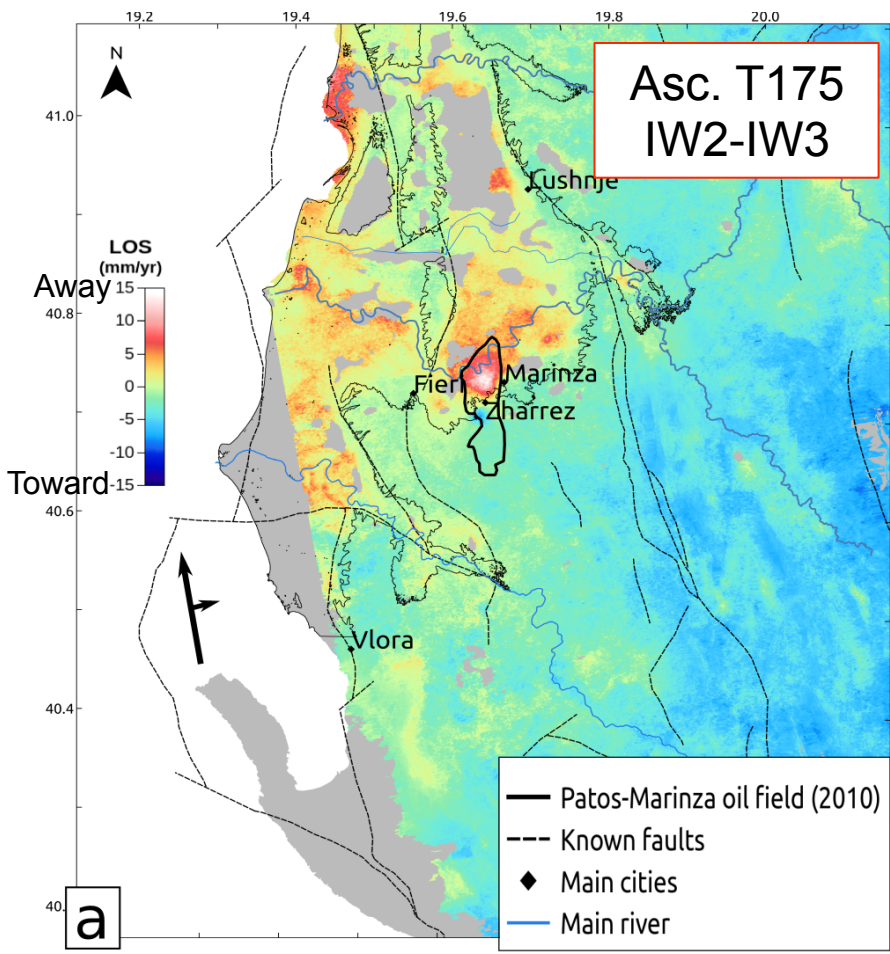 19.2 19.4 19.6 19.8 20.0
N
Asc. T175
IW2-IW3
41.0
Lushnje
LOS
(mm/yr)
Away
15
10
5
0
-5
-10
-15
Toward
40.8
Marinza
Fieri
Zharrez
40.6
Vlora
40.4
Patos-Marinza oil field (2010)
Known faults
Main cities
Main river
40.
a